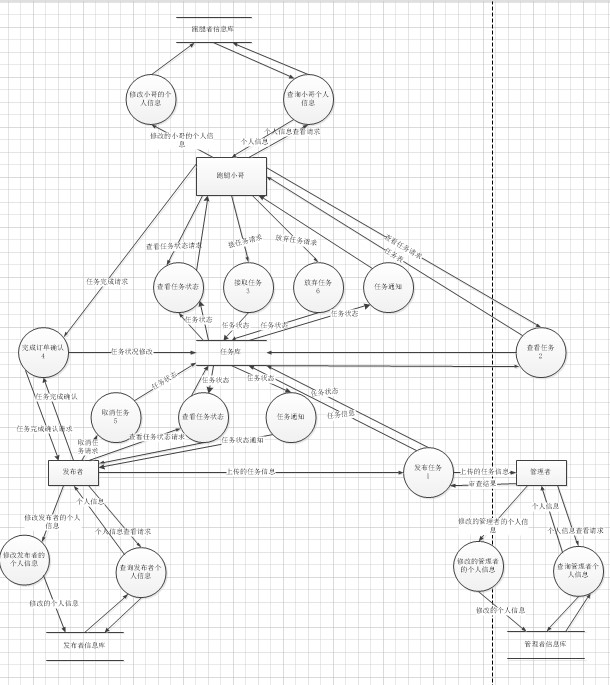 跑腿者信息库
修改小哥的个
人信息
查询小哥个人
信息
修改的小哥的个人信
息
个人信息查看请求
个人信息
跑腿小哥
查看任务状态请求
接任务请求
放弃任务请求
查看任务请求
任务表
任务完成请求
查看任务状态
接取任务
3
放弃任务
6
任务通知
任务状态
任务状态
任务状态
任务状态
完成订单确认
4
任务状况修改
任务库
查看任务
2
任务状态
任务状态
任务状态
任务状态
任务信息
任务完成确认
取消任务
5
查看任务状态
任务通知
任务完成确认请求
取消任
务请求
查看任务状态请求
任务状态通知
发布者
上传的任务信息
发布任务
1
上传的任务信息
审查结果
管理者
修改发布者的个人
信息
个人信息
个人信息查看请求
修改的管理者的个人信
息
个人信息
个人信息查看请求
修改发布者的
个人信息
查询发布者个
人信息
修改的管理者
的个人信息
查询管理者个
人信息
修改的个人信息
修改的个人信息
发布者信息库
管理者信息库